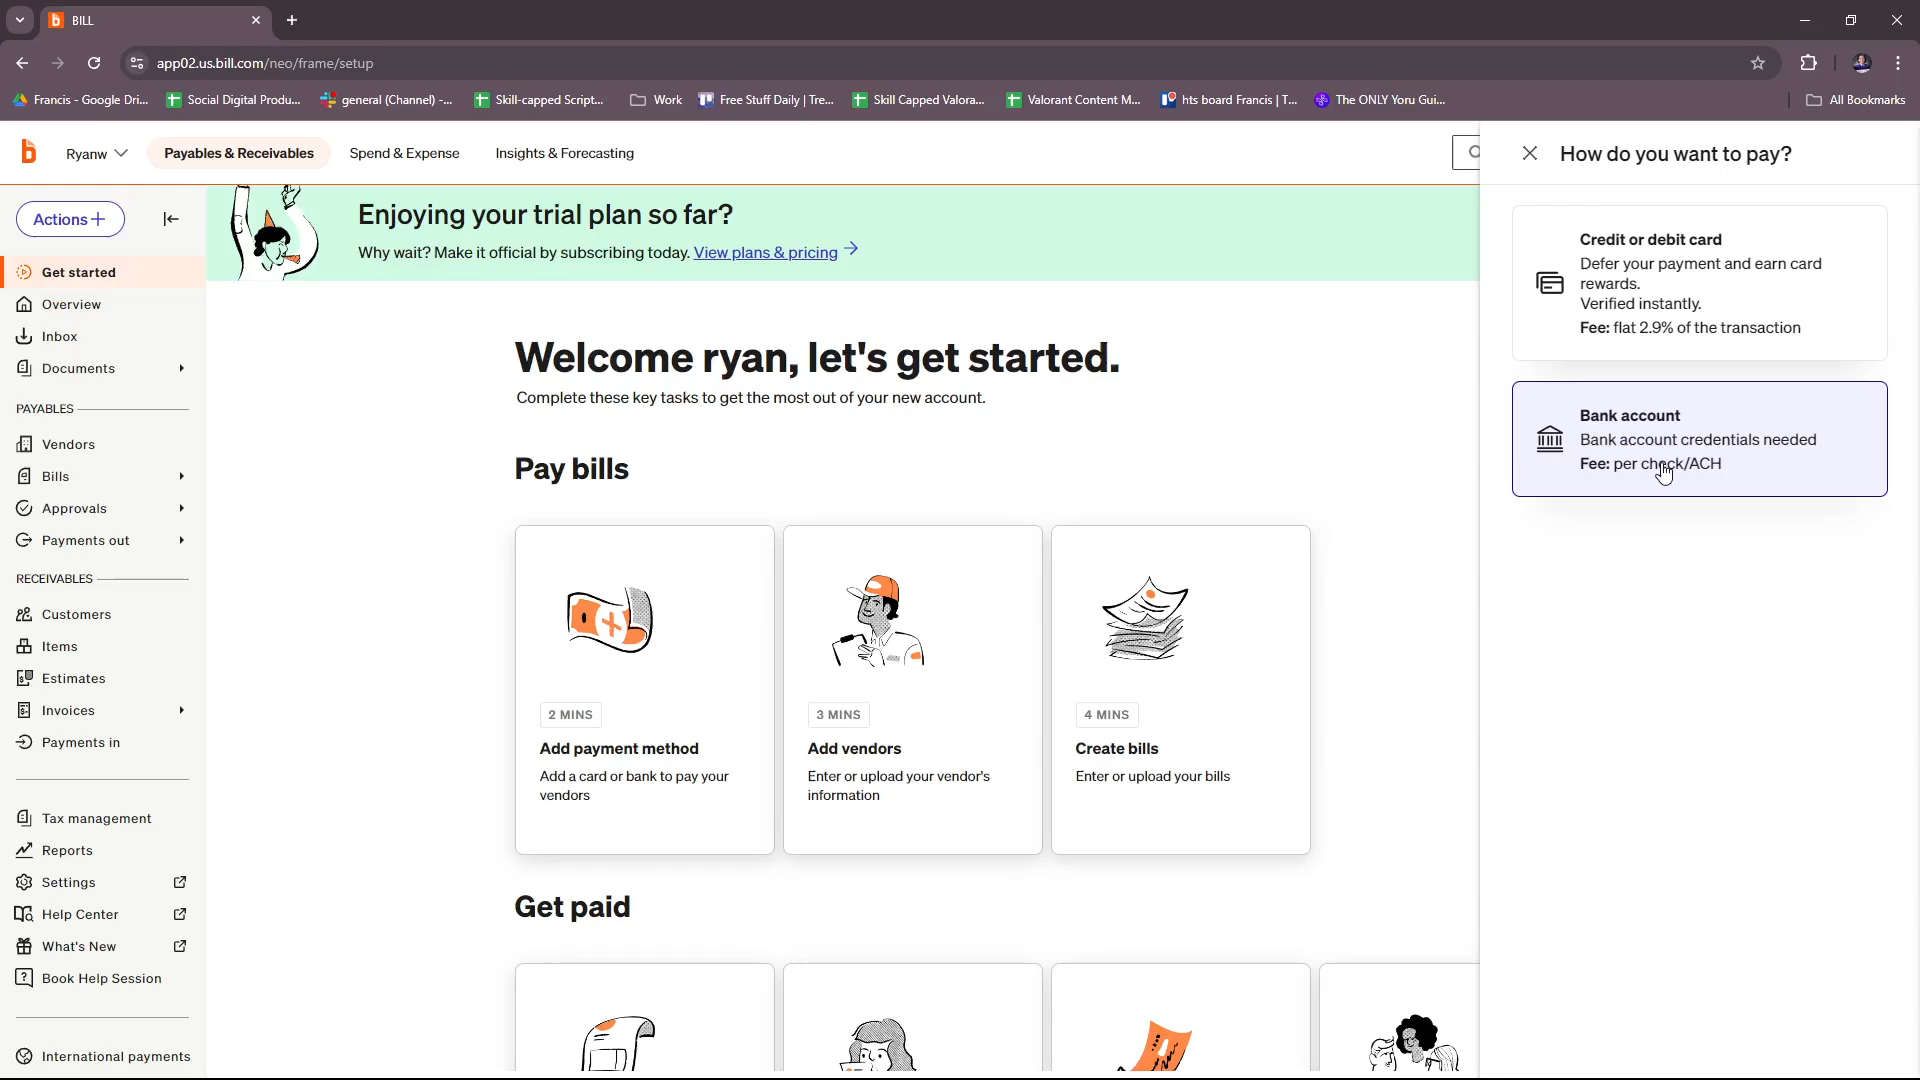 BILL
app02.us.bill.com/neo/frame/setup
Francis - Google Dri...
Social Digital Produ...
general (Channel) -...
Skill-capped Script...
Work
Free Stuff Daily | Tre...
Skill Capped Valora...
Valorant Content M...
hts board Francis | T...
The ONLY Yoru Gui...
All Bookmarks
Ryanw
Payables & Receivables
Spend & Expense
Insights & Forecasting
Actions
Get started
Overview
Inbox
Documents
PAYABLES
Vendors
Bills
Approvals
Payments out
RECEIVABLES
Customers
Items
Estimates
Invoices
Payments in
Tax management
Reports
Settings
Help Center
What's New
Book Help Session
International payments
Enjoying your trial plan so far?
Why wait? Make it official by subscribing today. View plans & pricing
Welcome ryan, let's get started.
Complete these key tasks to get the most out of your new account.
Pay bills
2 MINS
Add payment method
Add a card or bank to pay your
vendors
3 MINS
Add vendors
Enter or upload your vendor's
information
4 MINS
Create bills
Enter or upload your bills
Get paid
How do you want to pay?
Credit or debit card
Defer your payment and earn card
rewards.
Verified instantly.
Fee: flat 2.9% of the transaction
Bank account
Bank account credentials needed
Fee: per check/ACH